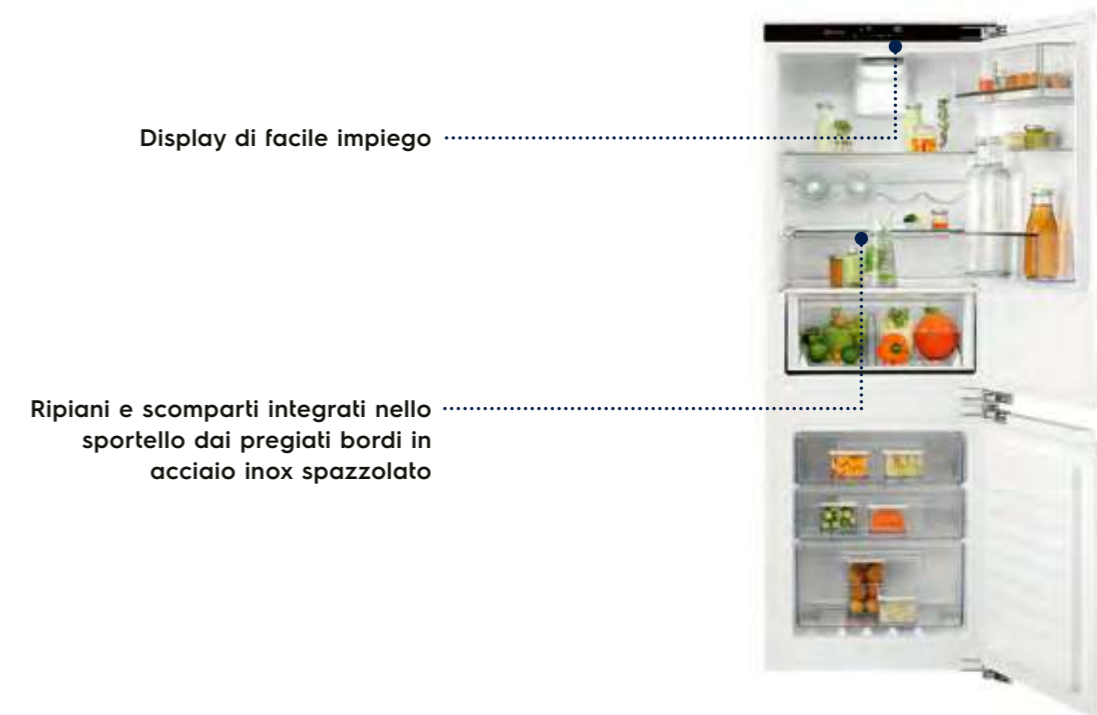 Display di facile impiego
Ripiani e scomparti integrati nello
sportello dai pregiati bordi in
acciaio inox spazzolato